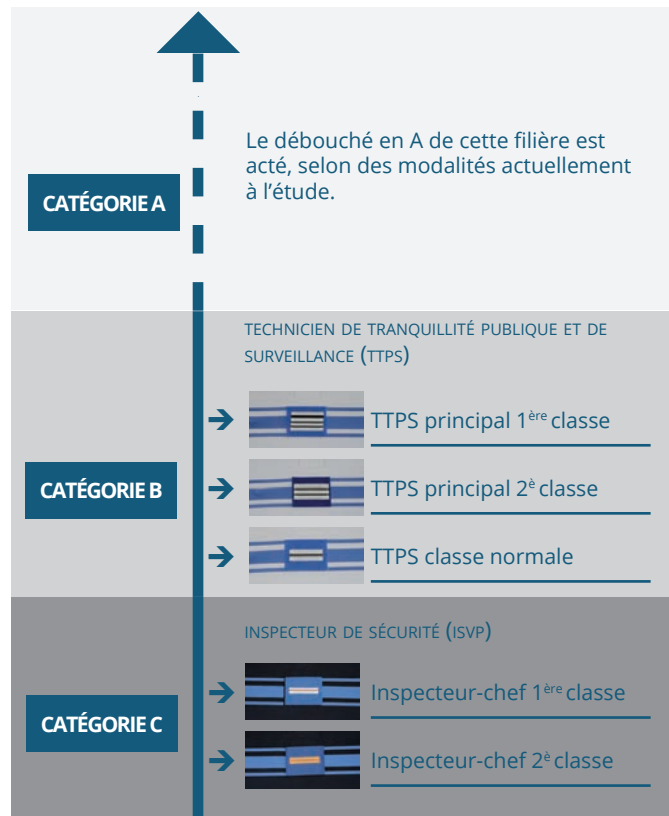 Le débouché en A de cette filière est
acté, selon des modalités actuellement
à l'étude.
CATÉGORIE A
TECHNICIEN DE TRANQUILLITÉ PUBLIQUE ET DE
SURVEILLANCE (TTPS)
TTPS principal 1ère classe
CATÉGORIE B
TTPS principal 2è classe
TTPS classe normale
INSPECTEUR DE SÉCURITÉ (ISVP)
Inspecteur-chef 1ère classe
CATÉGORIE C
Inspecteur-chef 2è classe